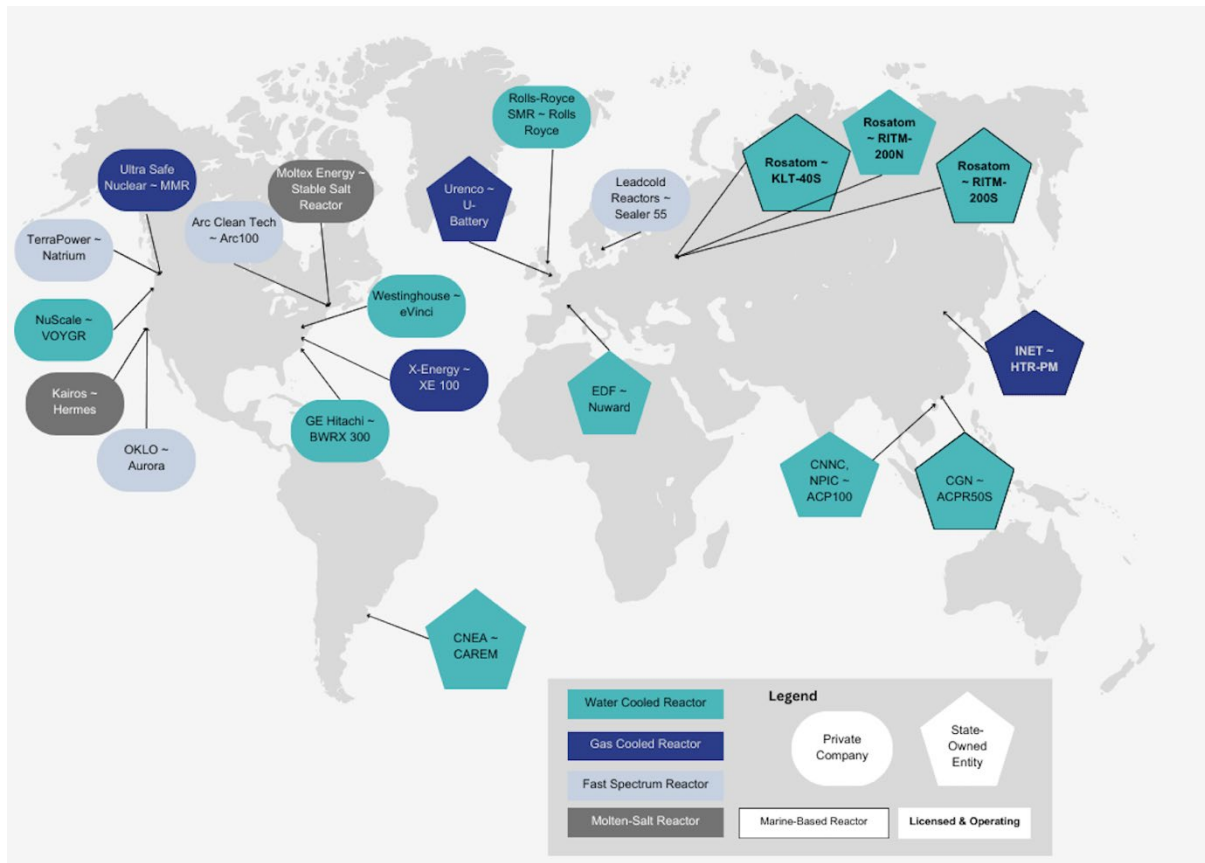 Rolls-Royce
SMR ~ Rolls
Royce
Rosatom
~ RITM-
200N
Rosatom ~
KLT-40S
Rosatom
~ RITM-
200S
Ultra Safe
Nuclear ~ MMR
Moltex Energy ~
Stable Salt
Reactor
Urenco ~
U-
Battery
Leadcold
Reactors ~
Sealer 55
Arc Clean Tech
~ Arc100
TerraPower ~
Natrium
Westinghouse ~
eVinci
NuScale ~
VOYGR
X-Energy ~
XE 100
INET ~
HTR-PM
Kairos ~
Hermes
EDF ~
Nuward
GE Hitachi ~
BWRX 300
OKLO ~
Aurora
CNNC,
NPIC ~
ACP100
CGN ~
ACPR50S
CNEA ~
CAREM
Legend
Water Cooled Reactor
Gas Cooled Reactor
Fast Spectrum Reactor
Molten-Salt Reactor
Private
Company
State-
Owned
Entity
Marine-Based Reactor
Licensed & Operating